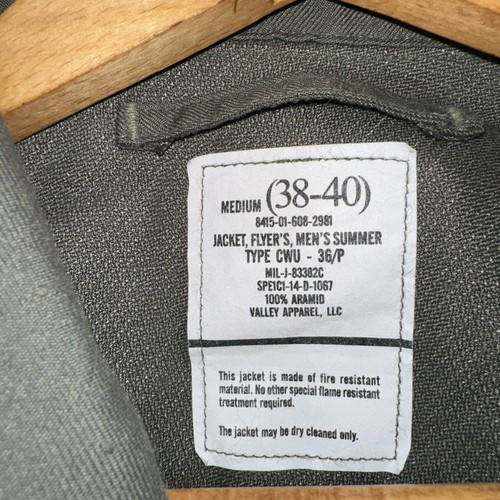 MEDIUM (38-40)
8415-01-608-2981
JACKET, FLYER'S, MEN'S SUMMER
TYPE CWU - 36/P
MIL-J-83382C
SPE1C1-14-D-1067
100% ARAMID
VALLEY APPAREL, LLC
This jacket is made of fire resistant
material. No other special flame resistant
treatment required.
The jacket may be dry cleaned only.